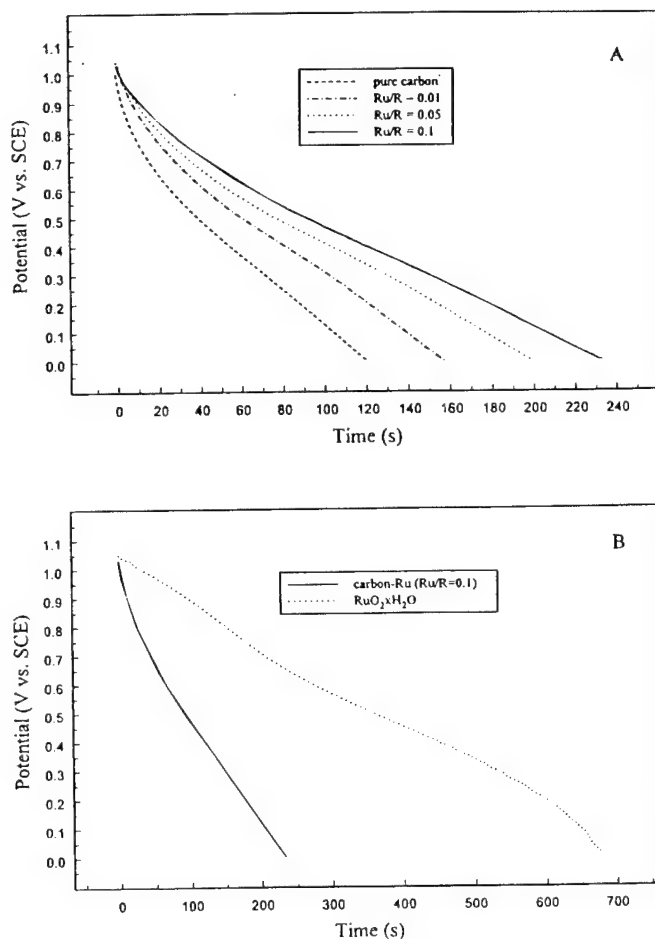 A
pure carbon
Ru/R = 0.01
Ru/R = 0.05
Ru/R = 0.1
Potential (V vs. SCE)
1.1
1.0
0.9
0.8
0.7
0.6
0.5
0.4
0.3
0.2
0.1
0.0
0 20 40 60 80 100 120 140 160 180 200 220 240
Time (s)
B
carbon-Ru (Ru/R=0.1)
RuO₂xH₂O
Potential (V vs. SCE)
1.1
1.0
0.9
0.8
0.7
0.6
0.5
0.4
0.3
0.2
0.1
0.0
0 100 200 300 400 500 600 700
Time (s)